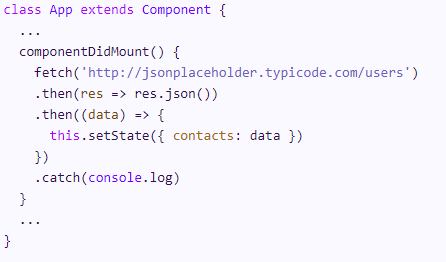 class App extends Component {
  ...
  componentDidMount() {
    fetch('http://jsonplaceholder.typicode.com/users')
    .then(res => res.json())
    .then((data) => {
      this.setState({ contacts: data })
    })
    .catch(console.log)
  }
  ...
}